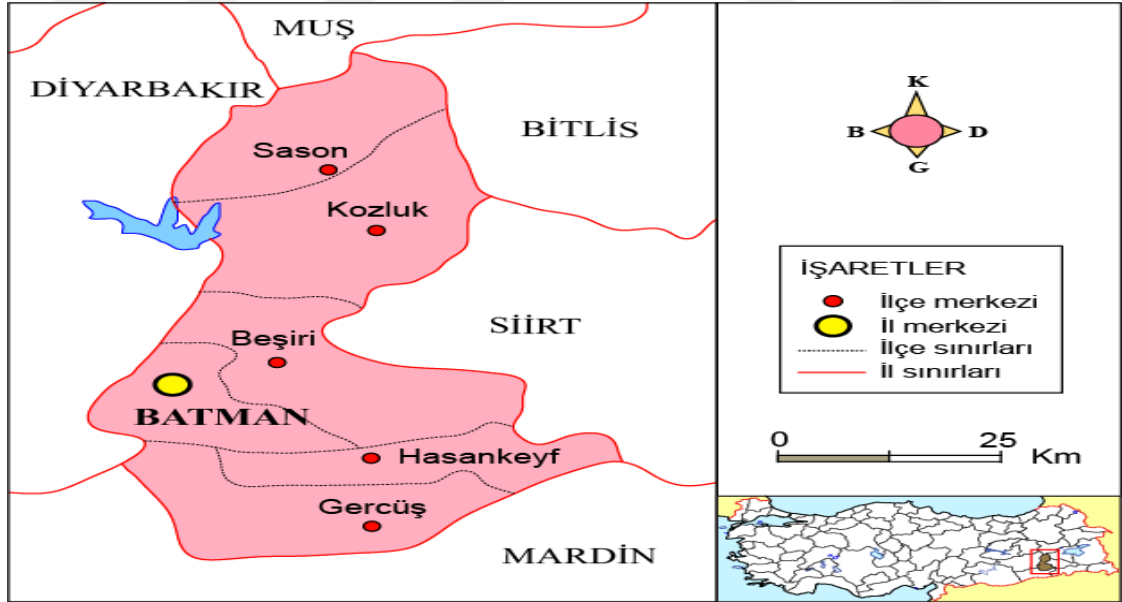 MUŞ
DİYARBAKIR
BİTLİS
Sason
Kozluk
SİİRT
Beşiri
BATMAN
Hasankeyf
Gercüş
MARDİN
K
B D
G
İŞARETLER
İlçe merkezi
İl merkezi
İlçe sınırları
İl sınırları
0 25
Km